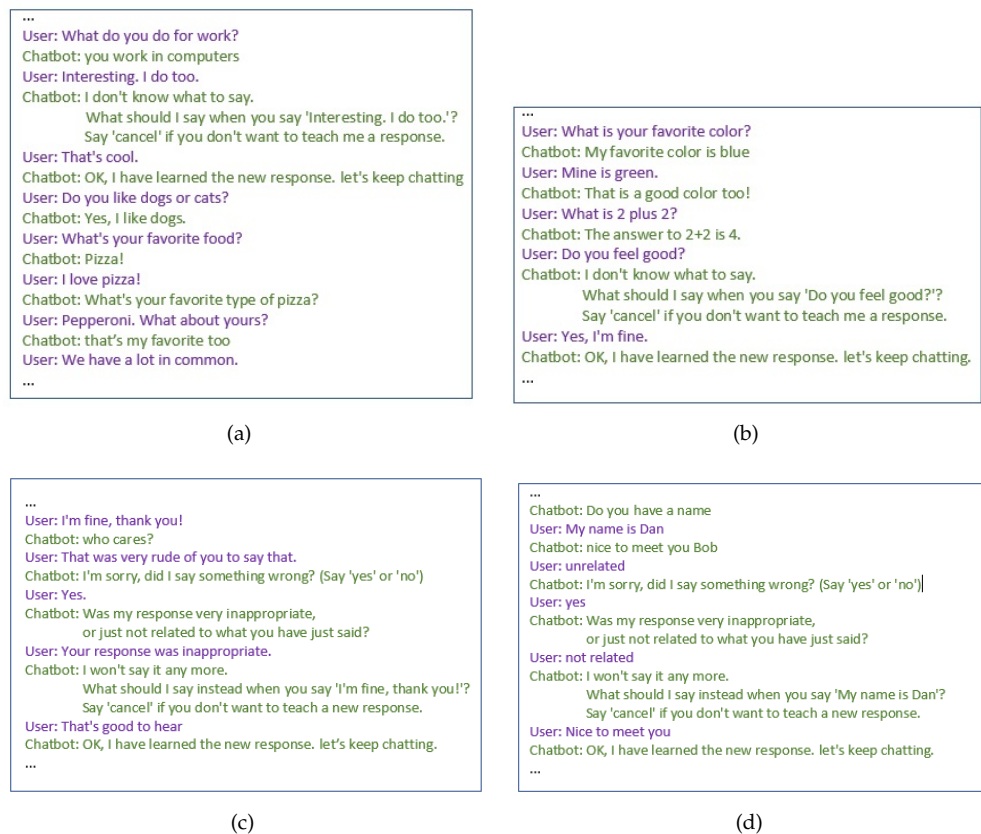 ...
User: What do you do for work?
Chatbot: you work in computers
User: Interesting. I do too.
Chatbot: I don't know what to say.
What should I say when you say 'Interesting. I do too.'?
Say 'cancel' if you don't want to teach me a response.
User: That's cool.
Chatbot: OK, I have learned the new response. let's keep chatting
User: Do you like dogs or cats?
Chatbot: Yes, I like dogs.
User: What's your favorite food?
Chatbot: Pizza!
User: I love pizza!
Chatbot: What's your favorite type of pizza?
User: Pepperoni. What about yours?
Chatbot: that’s my favorite too
User: We have a lot in common.
...
(a)
...
User: What is your favorite color?
Chatbot: My favorite color is blue
User: Mine is green.
Chatbot: That is a good color too!
User: What is 2 plus 2?
Chatbot: The answer to 2+2 is 4.
User: Do you feel good?
Chatbot: I don't know what to say.
What should I say when you say 'Do you feel good?'?
Say 'cancel' if you don't want to teach me a response.
User: Yes, I'm fine.
Chatbot: OK, I have learned the new response. let's keep chatting.
...
(b)
...
User: I'm fine, thank you!
Chatbot: who cares?
User: That was very rude of you to say that.
Chatbot: I'm sorry, did I say something wrong? (Say 'yes' or 'no')
User: Yes.
Chatbot: Was my response very inappropriate,
or just not related to what you have just said?
User: Your response was inappropriate.
Chatbot: I won't say it any more.
What should I say instead when you say 'I'm fine, thank you!'?
Say 'cancel' if you don't want to teach a new response.
User: That's good to hear
Chatbot: OK, I have learned the new response. let’s keep chatting.
...
(c)
...
Chatbot: Do you have a name
User: My name is Dan
Chatbot: nice to meet you Bob
User: unrelated
Chatbot: I'm sorry, did I say something wrong? (Say 'yes' or 'no')
User: yes
Chatbot: Was my response very inappropriate,
or just not related to what you have just said?
User: not related
Chatbot: I won't say it any more.
What should I say instead when you say 'My name is Dan'?
Say 'cancel' if you don't want to teach a new response.
User: Nice to meet you
Chatbot: OK, I have learned the new response. let's keep chatting.
...
(d)